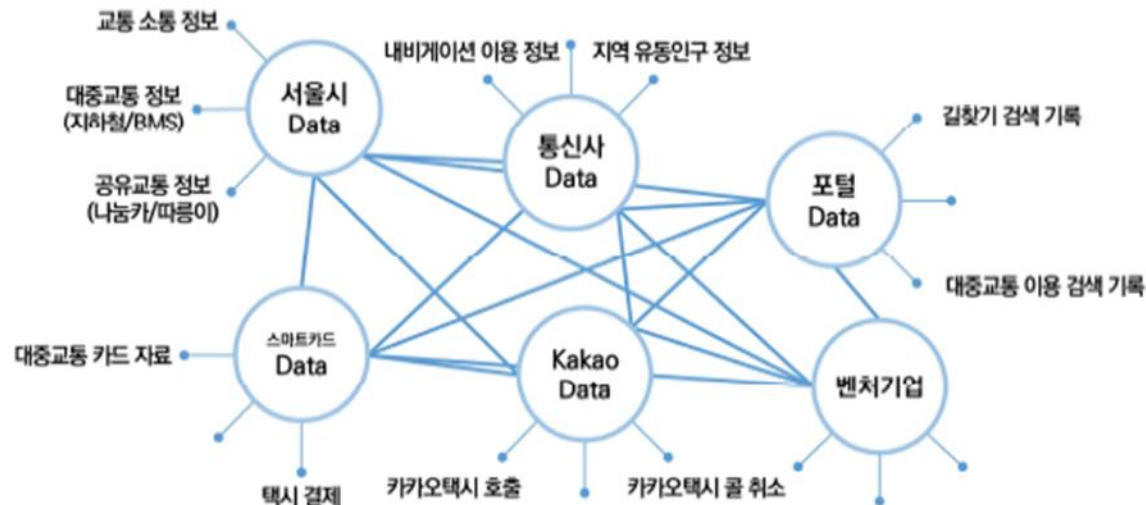 교통 소통 정보
대중교통 정보
(지하철/BMS)
공유교통 정보
(나눔카/따릉이)
서울시
Data
내비게이션 이용 정보
지역 유동인구 정보
통신사
Data
길찾기 검색 기록
포털
Data
대중교통 이용 검색 기록
대중교통 카드 자료
스마트카드
Data
택시 결제
Kakao
Data
카카오택시 호출
카카오택시 콜 취소
벤처기업